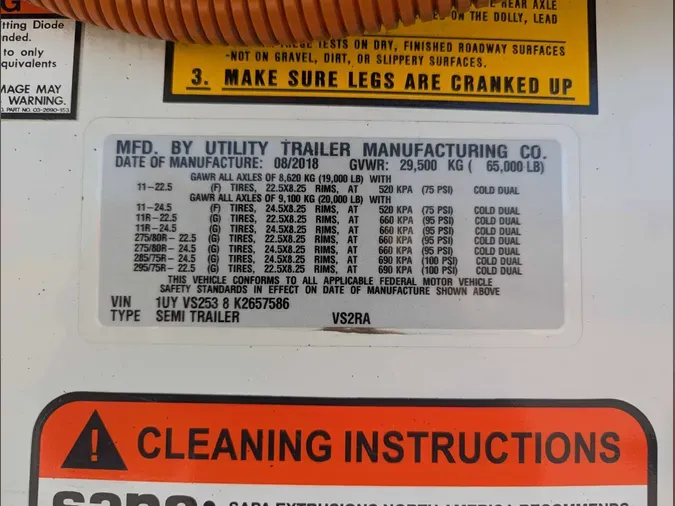 G
tting Diode
nded.
to only
quivalents
MAGE MAY
WARNING.
PART NO. 03-2690-153
REAR AXLE
ON THE DOLLY, LEAD
THESE TESTS ON DRY, FINISHED ROADWAY SURFACES
-NOT ON GRAVEL, DIRT, OR SLIPPERY SURFACES.
3. MAKE SURE LEGS ARE CRANKED UP
MFD. BY UTILITY TRAILER MANUFACTURING CO.
DATE OF MANUFACTURE: 08/2018 GVWR: 29,500 KG ( 65,000 LB)
GAWR ALL AXLES OF 8,620 KG (19,000 LB) WITH
11-22.5 (F) TIRES, 22.5X8.25 RIMS, AT 520 KPA (75 PSI) COLD DUAL
GAWR ALL AXLES OF 9,100 KG (20,000 LB) WITH
11-24.5 (F) TIRES, 24.5X8.25 RIMS, AT 520 KPA (75 PSI) COLD DUAL
11R-22.5 (G) TIRES, 22.5X8.25 RIMS, AT 660 KPA (95 PSI) COLD DUAL
11R-24.5 (G) TIRES, 24.5X8.25 RIMS, AT 660 KPA (95 PSI) COLD DUAL
275/80R-22.5 (G) TIRES, 22.5X8.25 RIMS, AT 660 KPA (95 PSI) COLD DUAL
275/80R-24.5 (G) TIRES, 24.5X8.25 RIMS, AT 660 KPA (95 PSI) COLD DUAL
285/75R-24.5 (G) TIRES, 24.5X8.25 RIMS, AT 690 KPA (100 PSI) COLD DUAL
295/75R-22.5 (G) TIRES, 22.5X8.25 RIMS, AT 690 KPA (100 PSI) COLD DUAL
THIS VEHICLE CONFORMS TO ALL APPLICABLE FEDERAL MOTOR VEHICLE
SAFETY STANDARDS IN EFFECT ON DATE OF MANUFACTURE SHOWN ABOVE
VIN 1UY VS253 8 K2657586
TYPE SEMI TRAILER VS2RA
CLEANING INSTRUCTIONS
sapa:
SAPA EXTRUSIONS NORTH AMERICA RECOMMENDS